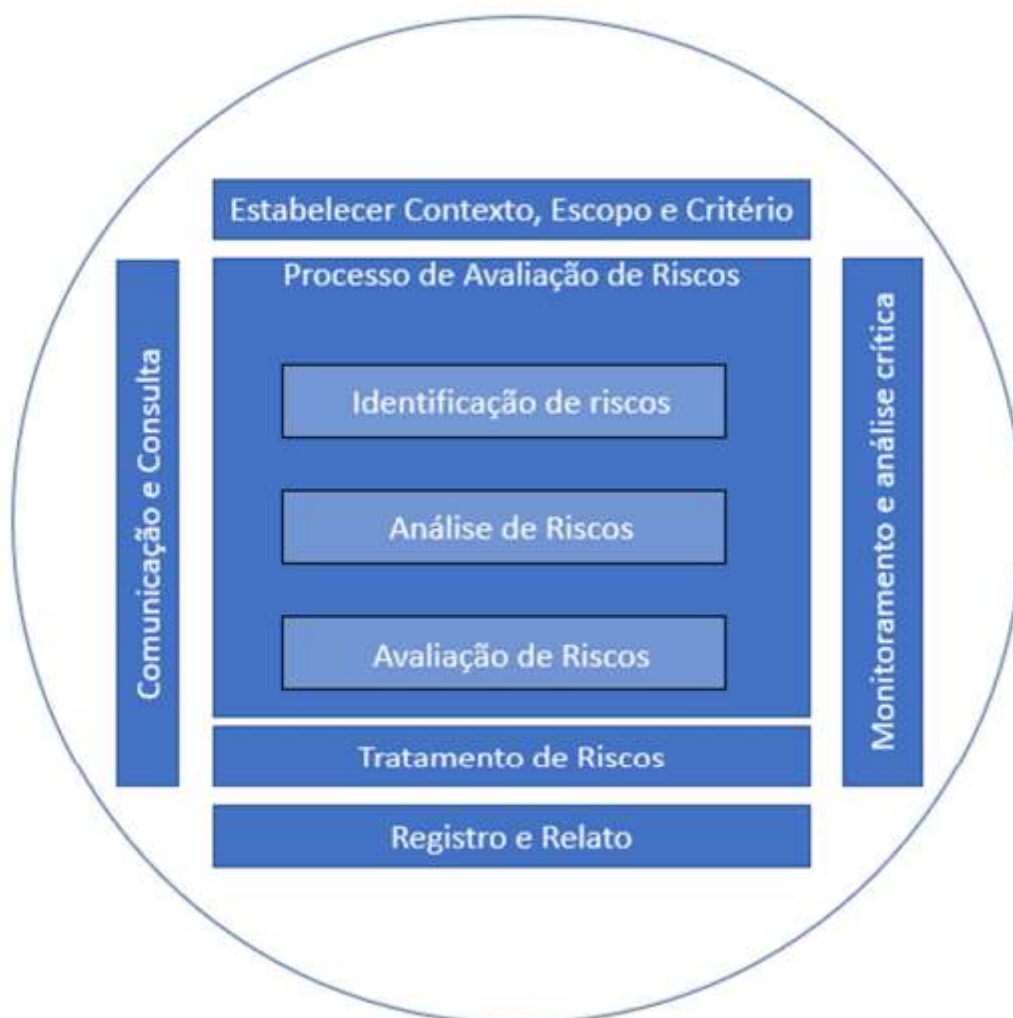 Estabelecer Contexto, Escopo e Critério
Processo de Avaliação de Riscos
Comunicação e Consulta
Identificação de riscos
Análise de Riscos
Avaliação de Riscos
Monitoramento e análise crítica
Tratamento de Riscos
Registro e Relato